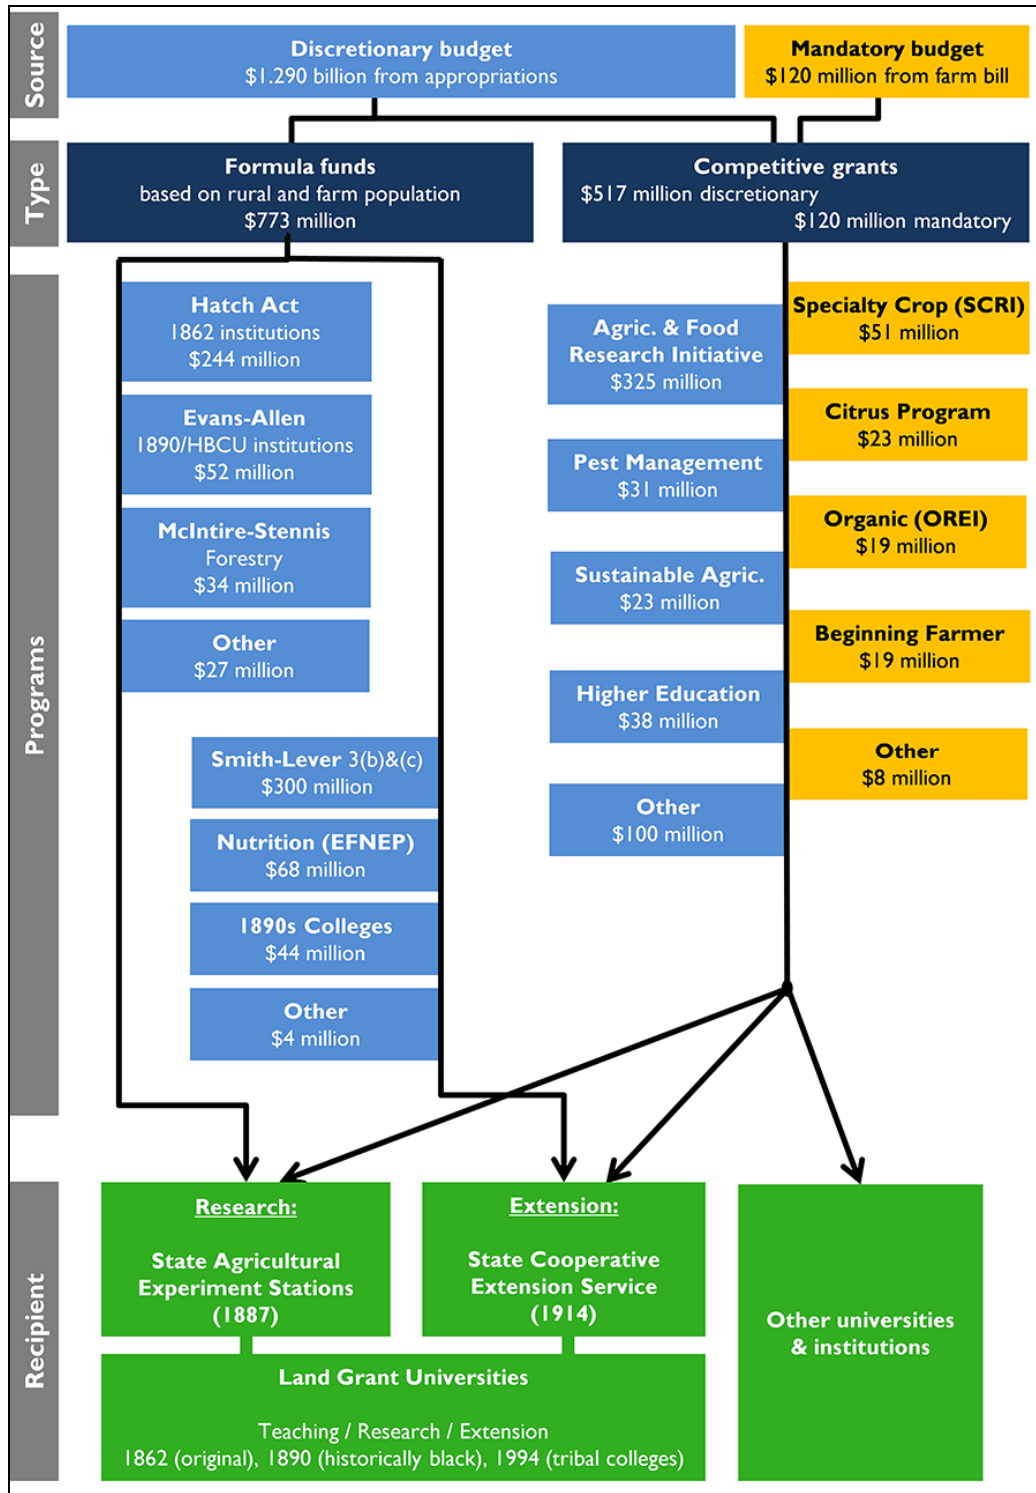 Source
Discretionary budget
$1.290 billion from appropriations
Mandatory budget
$120 million from farm bill
Type
Formula funds
based on rural and farm population
$773 million
Competitive grants
$517 million discretionary
$120 million mandatory
Programs
Hatch Act
1862 institutions
$244 million
Evans-Allen
1890/HBCU institutions
$52 million
McIntire-Stennis
Forestry
$34 million
Other
$27 million
Smith-Lever 3(b)&(c)
$300 million
Nutrition (EFNEP)
$68 million
1890s Colleges
$44 million
Other
$4 million
Agric. & Food
Research Initiative
$325 million
Pest Management
$31 million
Sustainable Agric.
$23 million
Higher Education
$38 million
Other
$100 million
Specialty Crop (SCRI)
$51 million
Citrus Program
$23 million
Organic (OREI)
$19 million
Beginning Farmer
$19 million
Other
$8 million
Recipient
Research:
State Agricultural
Experiment Stations
(1887)
Extension:
State Cooperative
Extension Service
(1914)
Other universities
& institutions
Land Grant Universities
Teaching / Research / Extension
1862 (original), 1890 (historically black), 1994 (tribal colleges)